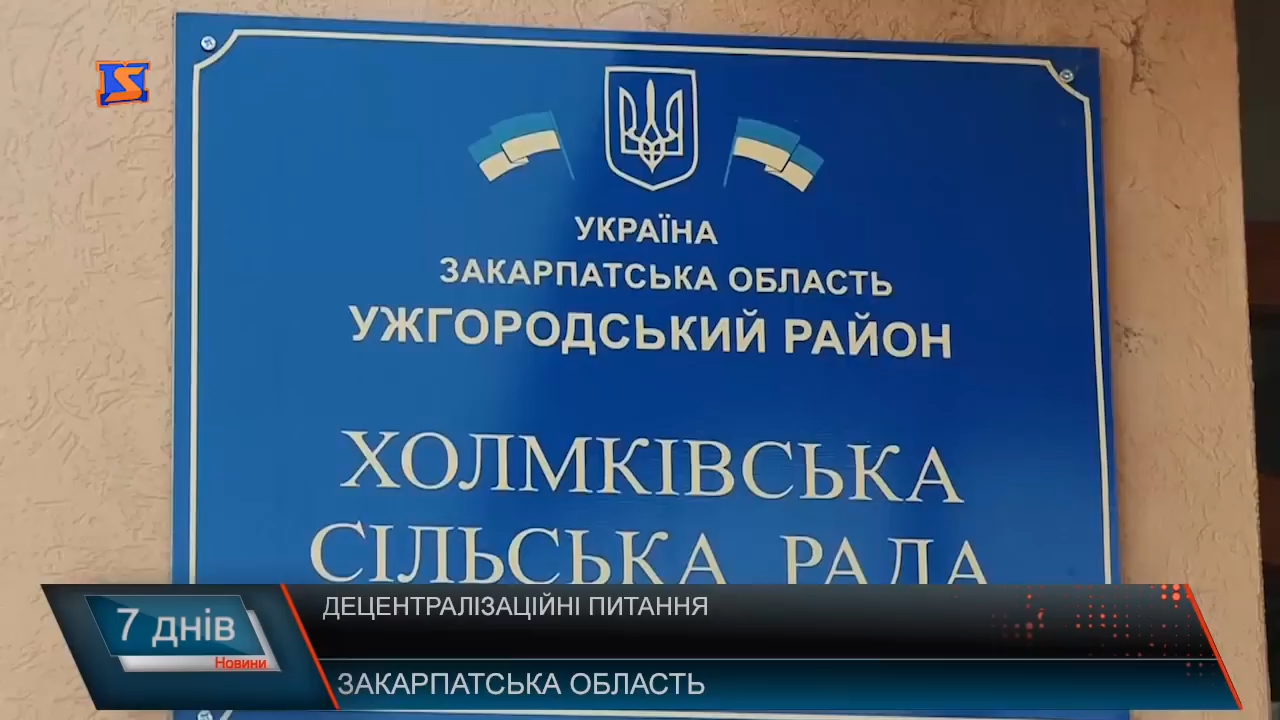 УКРАЇНА
ЗАКАРПАТСЬКА ОБЛАСТЬ
УЖГОРОДСЬКИЙ РАЙОН
ХОЛМКІВСЬКА
СІЛЬСЬКА РАДА
7 днів
Новини
ДЕЦЕНТРАЛІЗАЦІЙНІ ПИТАННЯ
ЗАКАРПАТСЬКА ОБЛАСТЬ